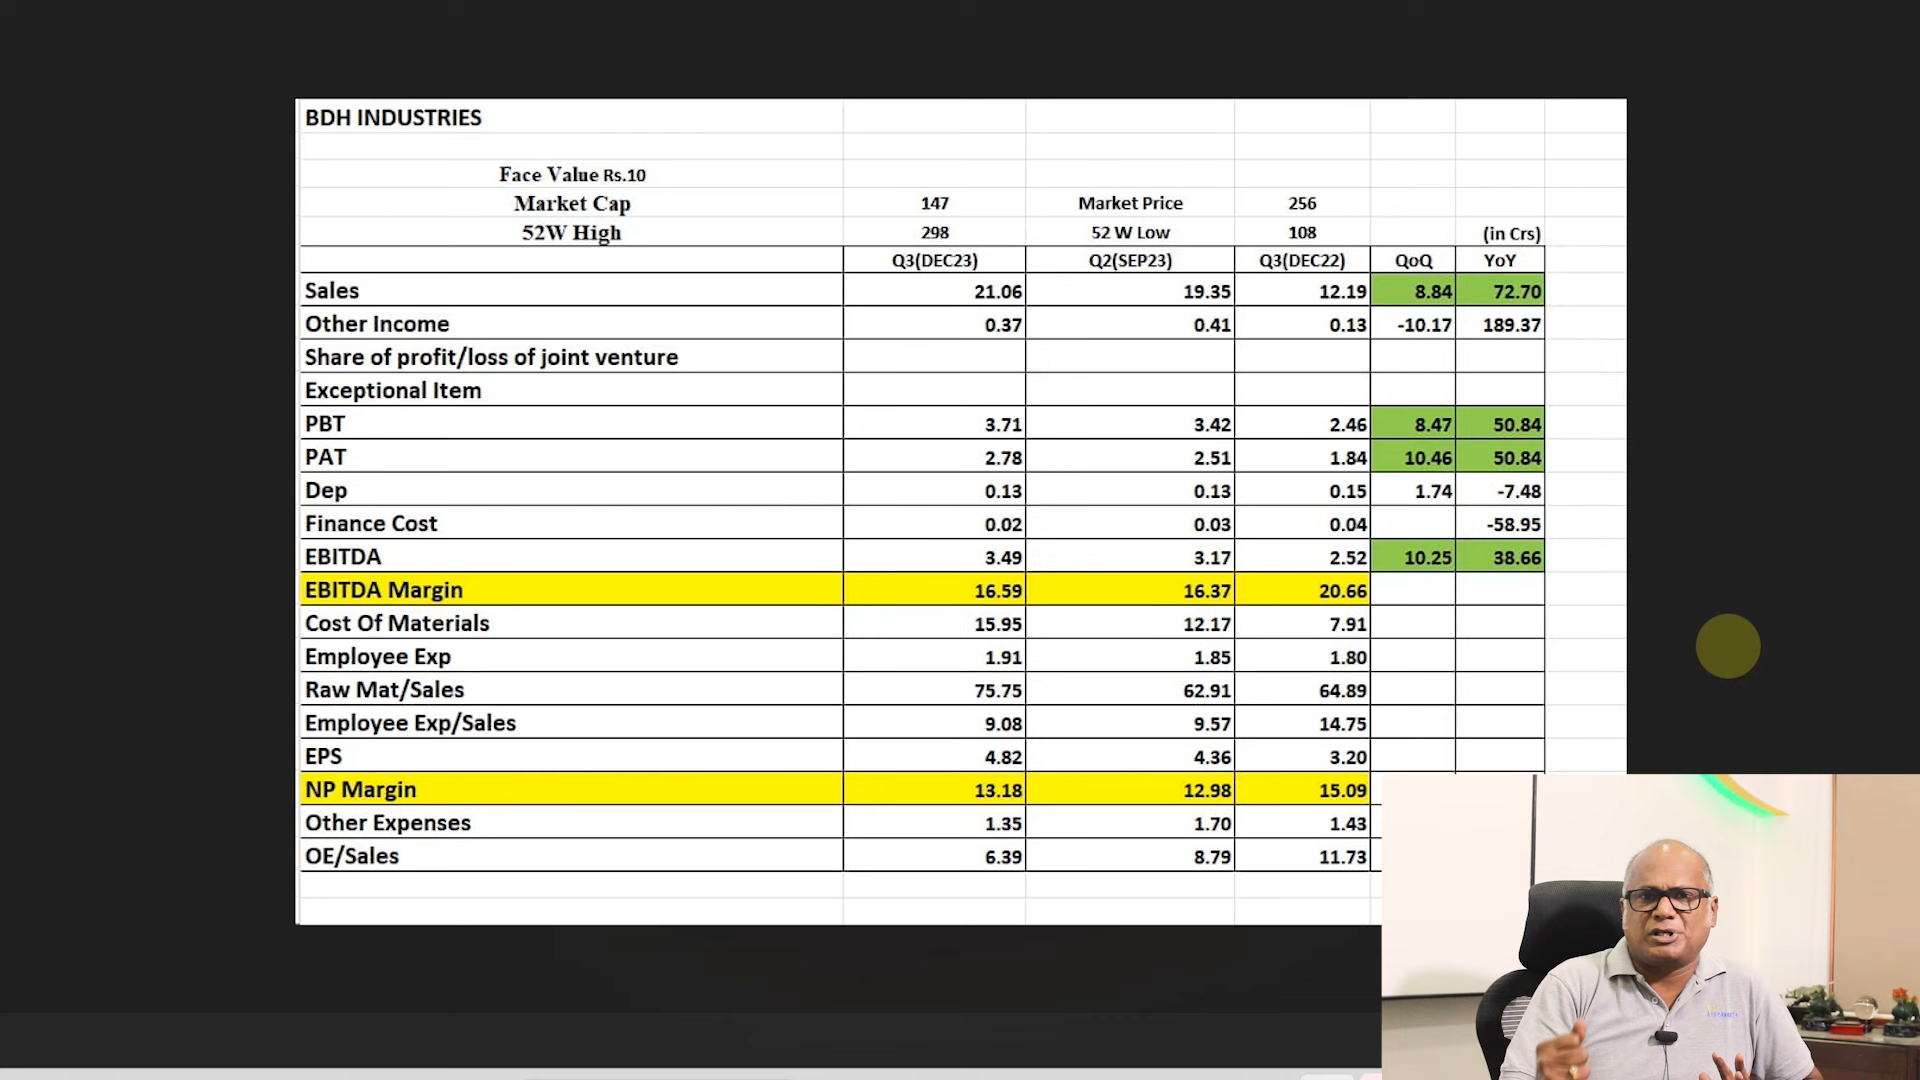 BDH INDUSTRIES
Face Value Rs.10
Market Cap 147 Market Price 256
52W High 298 52 W Low 108 (in Crs)
Q3(DEC23) Q2(SEP23) Q3(DEC22) QoQ YoY
Sales 21.06 19.35 12.19 8.84 72.70
Other Income 0.37 0.41 0.13 -10.17 189.37
Share of profit/loss of joint venture
Exceptional Item
PBT 3.71 3.42 2.46 8.47 50.84
PAT 2.78 2.51 1.84 10.46 50.84
Dep 0.13 0.13 0.15 1.74 -7.48
Finance Cost 0.02 0.03 0.04 -58.95
EBITDA 3.49 3.17 2.52 10.25 38.66
EBITDA Margin 16.59 16.37 20.66
Cost Of Materials 15.95 12.17 7.91
Employee Exp 1.91 1.85 1.80
Raw Mat/Sales 75.75 62.91 64.89
Employee Exp/Sales 9.08 9.57 14.75
EPS 4.82 4.36 3.20
NP Margin 13.18 12.98 15.09
Other Expenses 1.35 1.70 1.43
OE/Sales 6.39 8.79 11.73